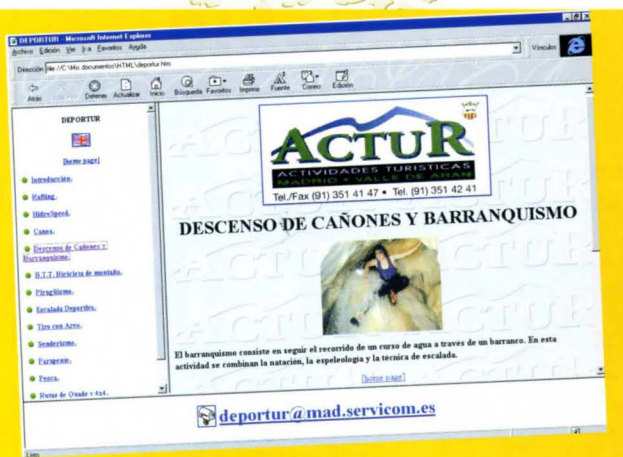 DEPORTUR - Microsoft Internet Explorer
Archivo Edición Ver Ir a Favoritos Ayuda
Dirección file://C:\Mis documentos\HTML\deportur.htm
Vínculos
Atrás Detener Actualizar Inicio Búsqueda Favoritos Imprimir Fuente Correo Edición
DEPORTUR
[home page]
Introducción.
Rafting.
HidroSpeed.
Canoa.
Descenso de Cañones y
Barranquismo.
B.T.T. Bicicleta de montaña.
Piragüismo.
Escalada Deportiva.
Tiro con Arco.
Senderismo.
Parapente.
Pesca.
Rutas de Quads y 4x4.
ACTUR
ACTIVIDADES TURISTICAS
MADRID • VALLE DE ARAN
Tel./Fax (91) 351 41 47 • Tel. (91) 351 42 41
DESCENSO DE CAÑONES Y BARRANQUISMO
El barranquismo consiste en seguir el recorrido de un curso de agua a través de un barranco. En esta
actividad se combinan la natación, la espeleología y la técnica de escalada.
[home page]
deportur@mad.servicom.es